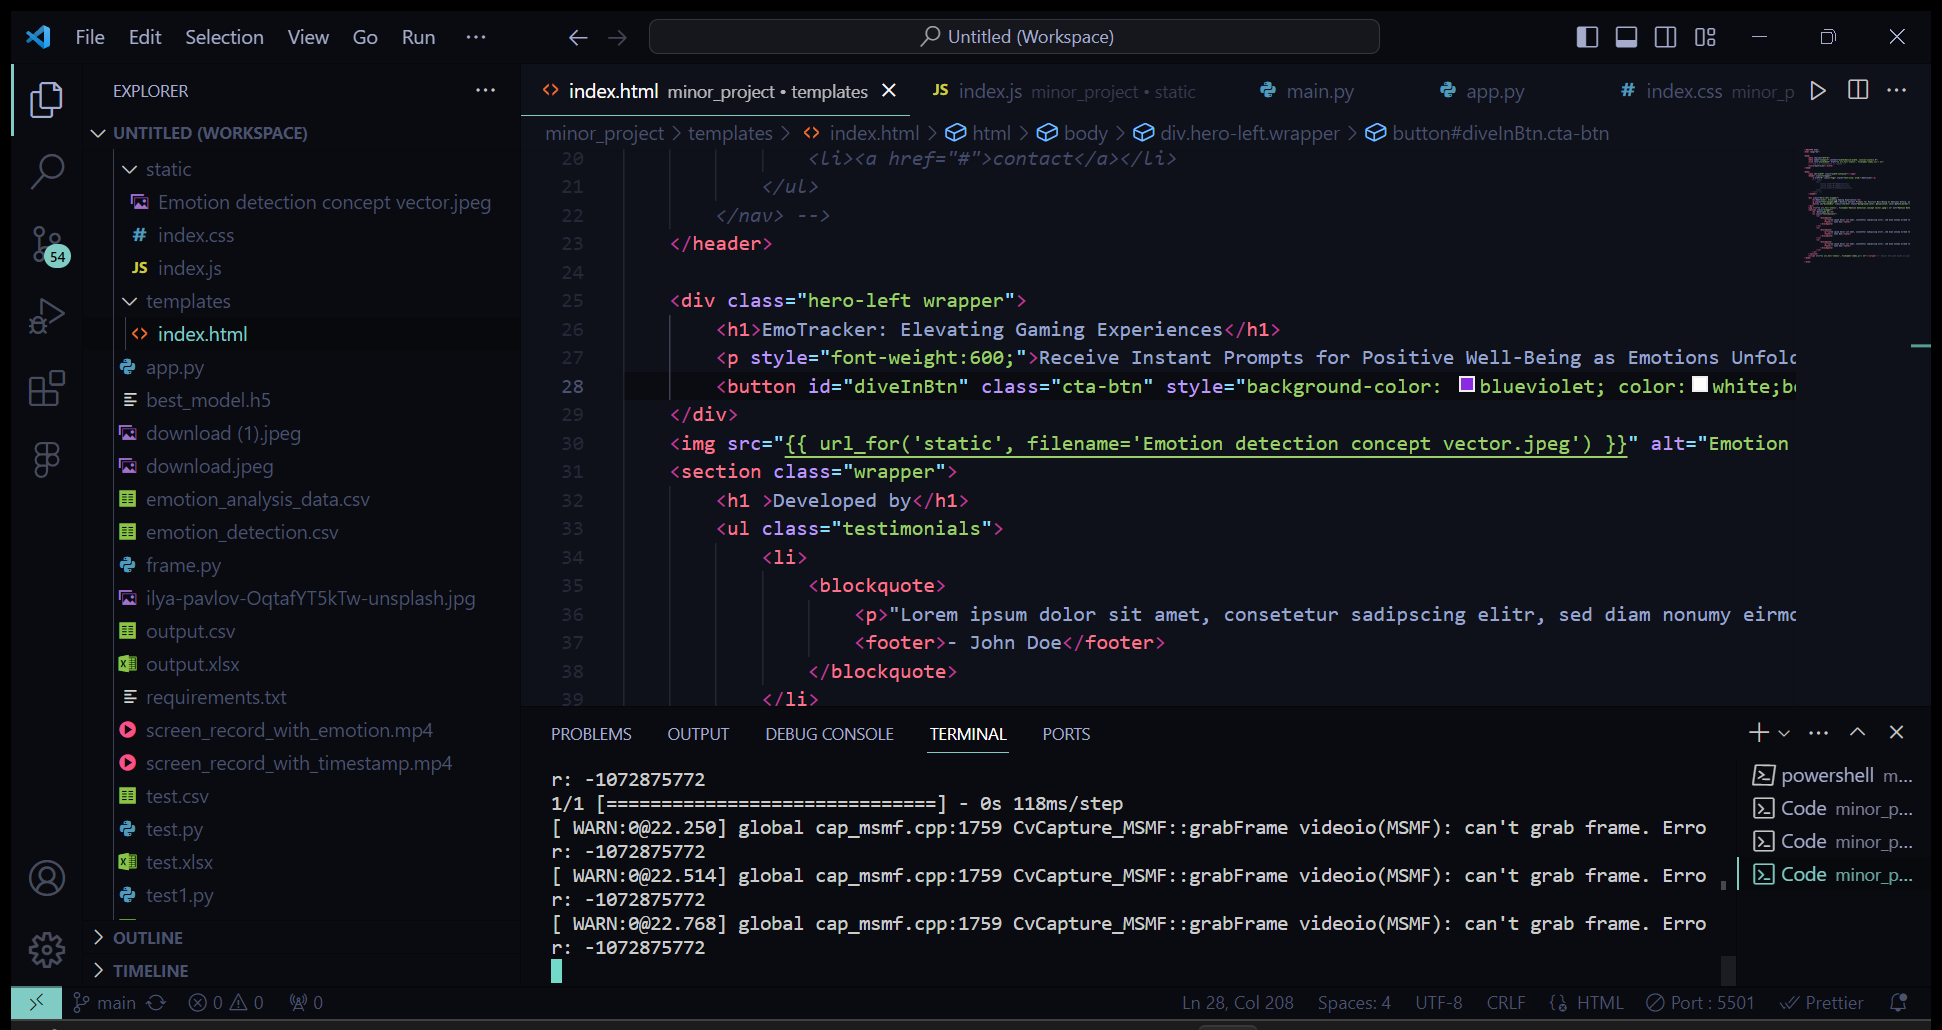 File Edit Selection View Go Run ···
Untitled (Workspace)
EXPLORER ···
UNTITLED (WORKSPACE)
static
Emotion detection concept vector.jpeg
# index.css
JS index.js
templates
<> index.html
app.py
best_model.h5
download (1).jpeg
download.jpeg
emotion_analysis_data.csv
emotion_detection.csv
frame.py
ilya-pavlov-OqtafYT5kTw-unsplash.jpg
output.csv
output.xlsx
requirements.txt
screen_record_with_emotion.mp4
screen_record_with_timestamp.mp4
test.csv
test.py
test.xlsx
test1.py
OUTLINE
TIMELINE
54
<> index.html minor_project • templates
JS index.js minor_project • static
main.py
app.py
# index.css minor_p
minor_project > templates > <> index.html > html > body > div.hero-left.wrapper > button#diveInBtn.cta-btn
20 <li><a href="#">contact</a></li>
21 </ul>
22 </nav> -->
23 </header>
24
25 <div class="hero-left wrapper">
26 <h1>EmoTracker: Elevating Gaming Experiences</h1>
27 <p style="font-weight:600;">Receive Instant Prompts for Positive Well-Being as Emotions Unfol
28 <button id="diveInBtn" class="cta-btn" style="background-color: blueviolet; color: white;b
29 </div>
30 <img src="{{ url_for('static', filename='Emotion detection concept vector.jpeg') }}" alt="Emotion
31 <section class="wrapper">
32 <h1 >Developed by</h1>
33 <ul class="testimonials">
34 <li>
35 <blockquote>
36 <p>"Lorem ipsum dolor sit amet, consetetur sadipscing elitr, sed diam nonumy eirmo
37 <footer>- John Doe</footer>
38 </blockquote>
39 </li>
PROBLEMS OUTPUT DEBUG CONSOLE TERMINAL PORTS
r: -1072875772
1/1 [==============================] - 0s 118ms/step
[ WARN:0@22.250] global cap_msmf.cpp:1759 CvCapture_MSMF::grabFrame videoio(MSMF): can't grab frame. Erro
r: -1072875772
[ WARN:0@22.514] global cap_msmf.cpp:1759 CvCapture_MSMF::grabFrame videoio(MSMF): can't grab frame. Erro
r: -1072875772
[ WARN:0@22.768] global cap_msmf.cpp:1759 CvCapture_MSMF::grabFrame videoio(MSMF): can't grab frame. Erro
r: -1072875772
powershell m...
Code minor_p...
Code minor_p...
Code minor_p...
main 0 0 0
Ln 28, Col 208 Spaces: 4 UTF-8 CRLF HTML Port : 5501 Prettier